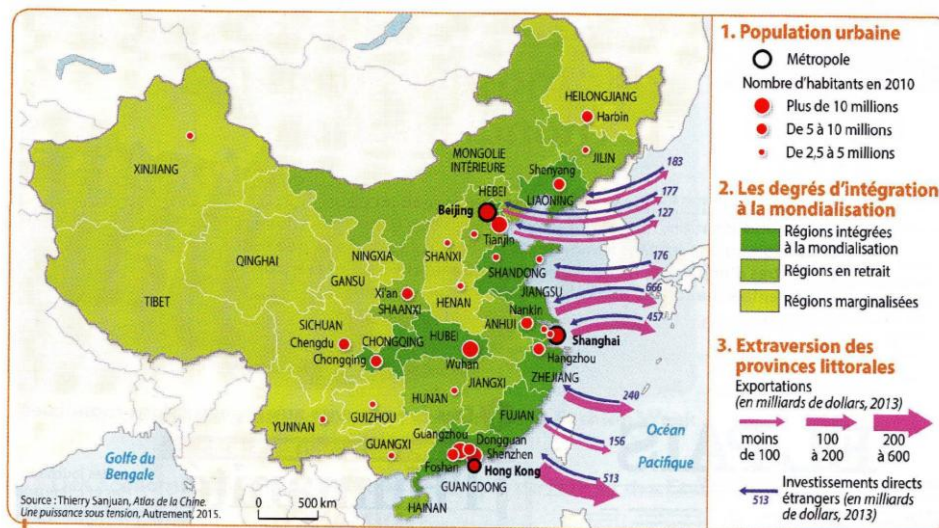 HEILONGJIANG
Harbin
XINJIANG
JILIN
MONGOLIE
INTÉRIEURE
Shenyang
LIAONING
HEBEI
Beijing
Tianjin
183
177
127
NINGXIA
SHANXI
QINGHAI
GANSU
SHANDONG
176
JIANGSU
666
TIBET
Xi'an
SHAANXI
HENAN
Nankin
457
ANHUI
Shanghai
SICHUAN
Chengdu
CHONGQING
Chongqing
HUBEI
Wuhan
Hangzhou
ZHEJIANG
JIANGXI
HUNAN
240
GUIZHOU
YUNNAN
FUJIAN
GUANGXI
Guangzhou
Dongguan
Shenzhen
Foshan
Hong Kong
GUANGDONG
156
513
Océan
Pacifique
Golfe du
Bengale
HAINAN
Source : Thierry Sanjuan, Atlas de la Chine.
Une puissance sous tension, Autrement, 2015.
0 500 km
1. Population urbaine
Métropole
Nombre d'habitants en 2010
Plus de 10 millions
De 5 à 10 millions
De 2,5 à 5 millions
2. Les degrés d'intégration
à la mondialisation
Régions intégrées
à la mondialisation
Régions en retrait
Régions marginalisées
3. Extraversion des
provinces littorales
Exportations
(en milliards de dollars, 2013)
moins
de 100
100
à 200
200
à 600
Investissements directs
étrangers (en milliards
de dollars, 2013)
513